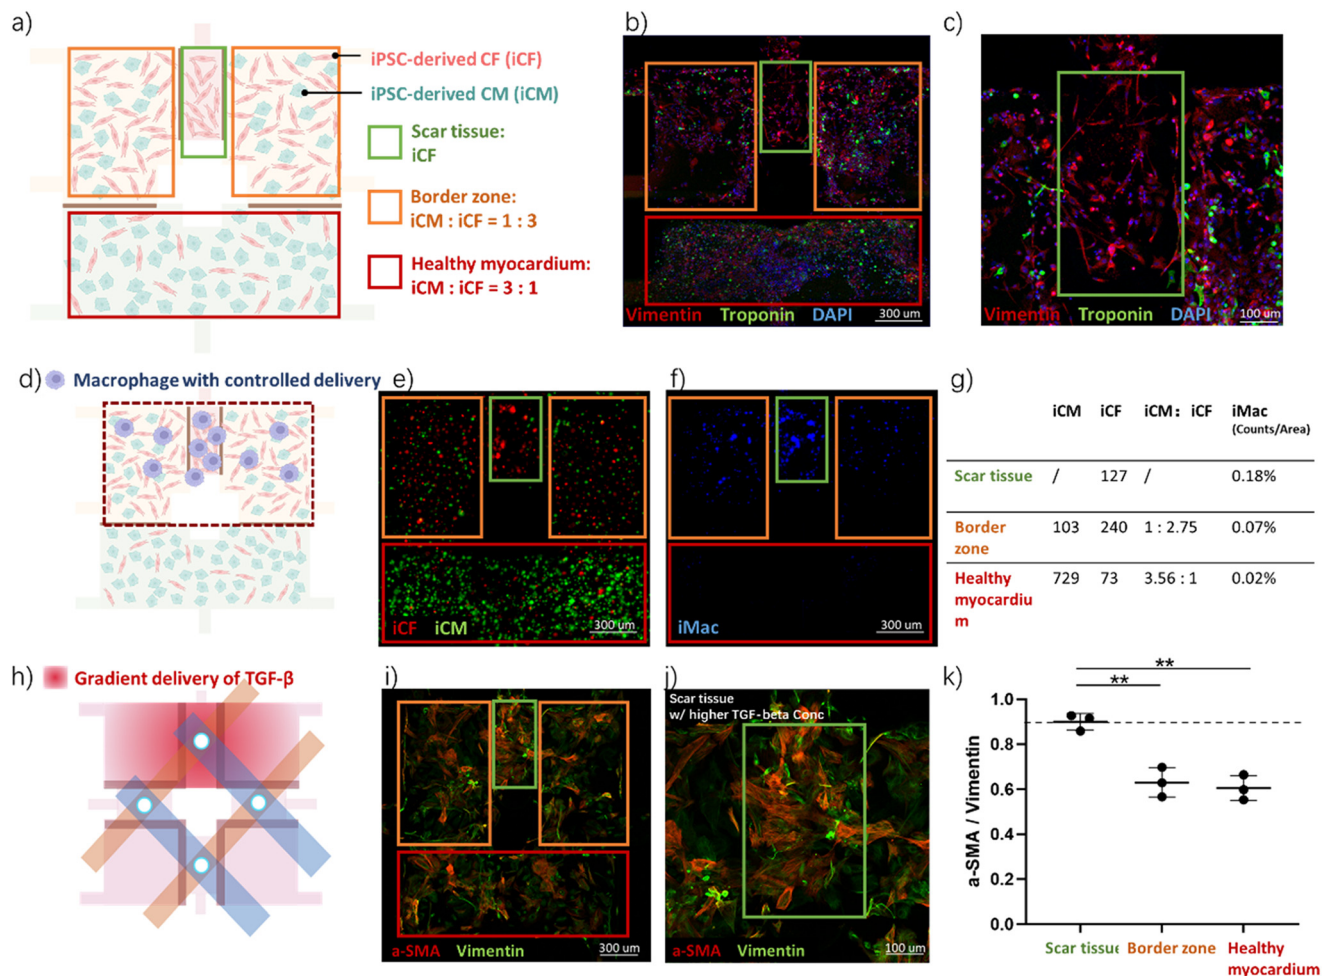 a)
iPSC-derived CF (iCF)
iPSC-derived CM (iCM)
Scar tissue:
iCF
Border zone:
iCM : iCF = 1 : 3
Healthy myocardium:
iCM : iCF = 3 : 1
b)
Vimentin Troponin DAPI
300 um
c)
Vimentin Troponin DAPI
100 um
d) Macrophage with controlled delivery
e)
iCF iCM
300 um
f)
iMac
300 um
g)
iCM iCF iCM: iCF iMac
(Counts/Area)
Scar tissue / 127 / 0.18%
Border
zone
103 240 1 : 2.75 0.07%
Healthy
myocardiu
m
729 73 3.56 : 1 0.02%
h) Gradient delivery of TGF-β
i)
a-SMA Vimentin
300 um
j)
Scar tissue
w/ higher TGF-beta Conc
a-SMA Vimentin
100 um
k)
**
**
a-SMA / Vimentin
1.0
0.8
0.6
0.4
0.2
0.0
Scar tissue Border zone Healthy
myocardium